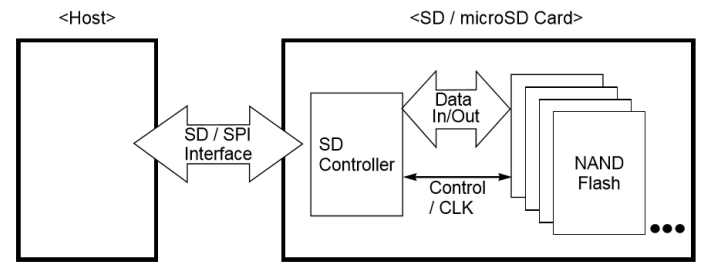 <Host>
<SD / microSD Card>
SD / SPI
Interface
SD
Controller
Data
In/Out
Control
/ CLK
NAND
Flash